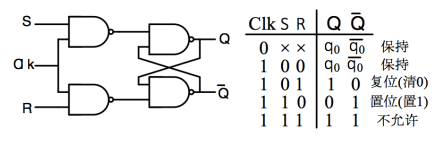 S
Clk
R
Q
Q̅
Clk S R Q Q̅
0 × × q₀ q̅₀ 保持
1 0 0 q₀ q̅₀ 保持
1 0 1 1 0 复位(清0)
1 1 0 0 1 置位(置1)
1 1 1 1 1 不允许